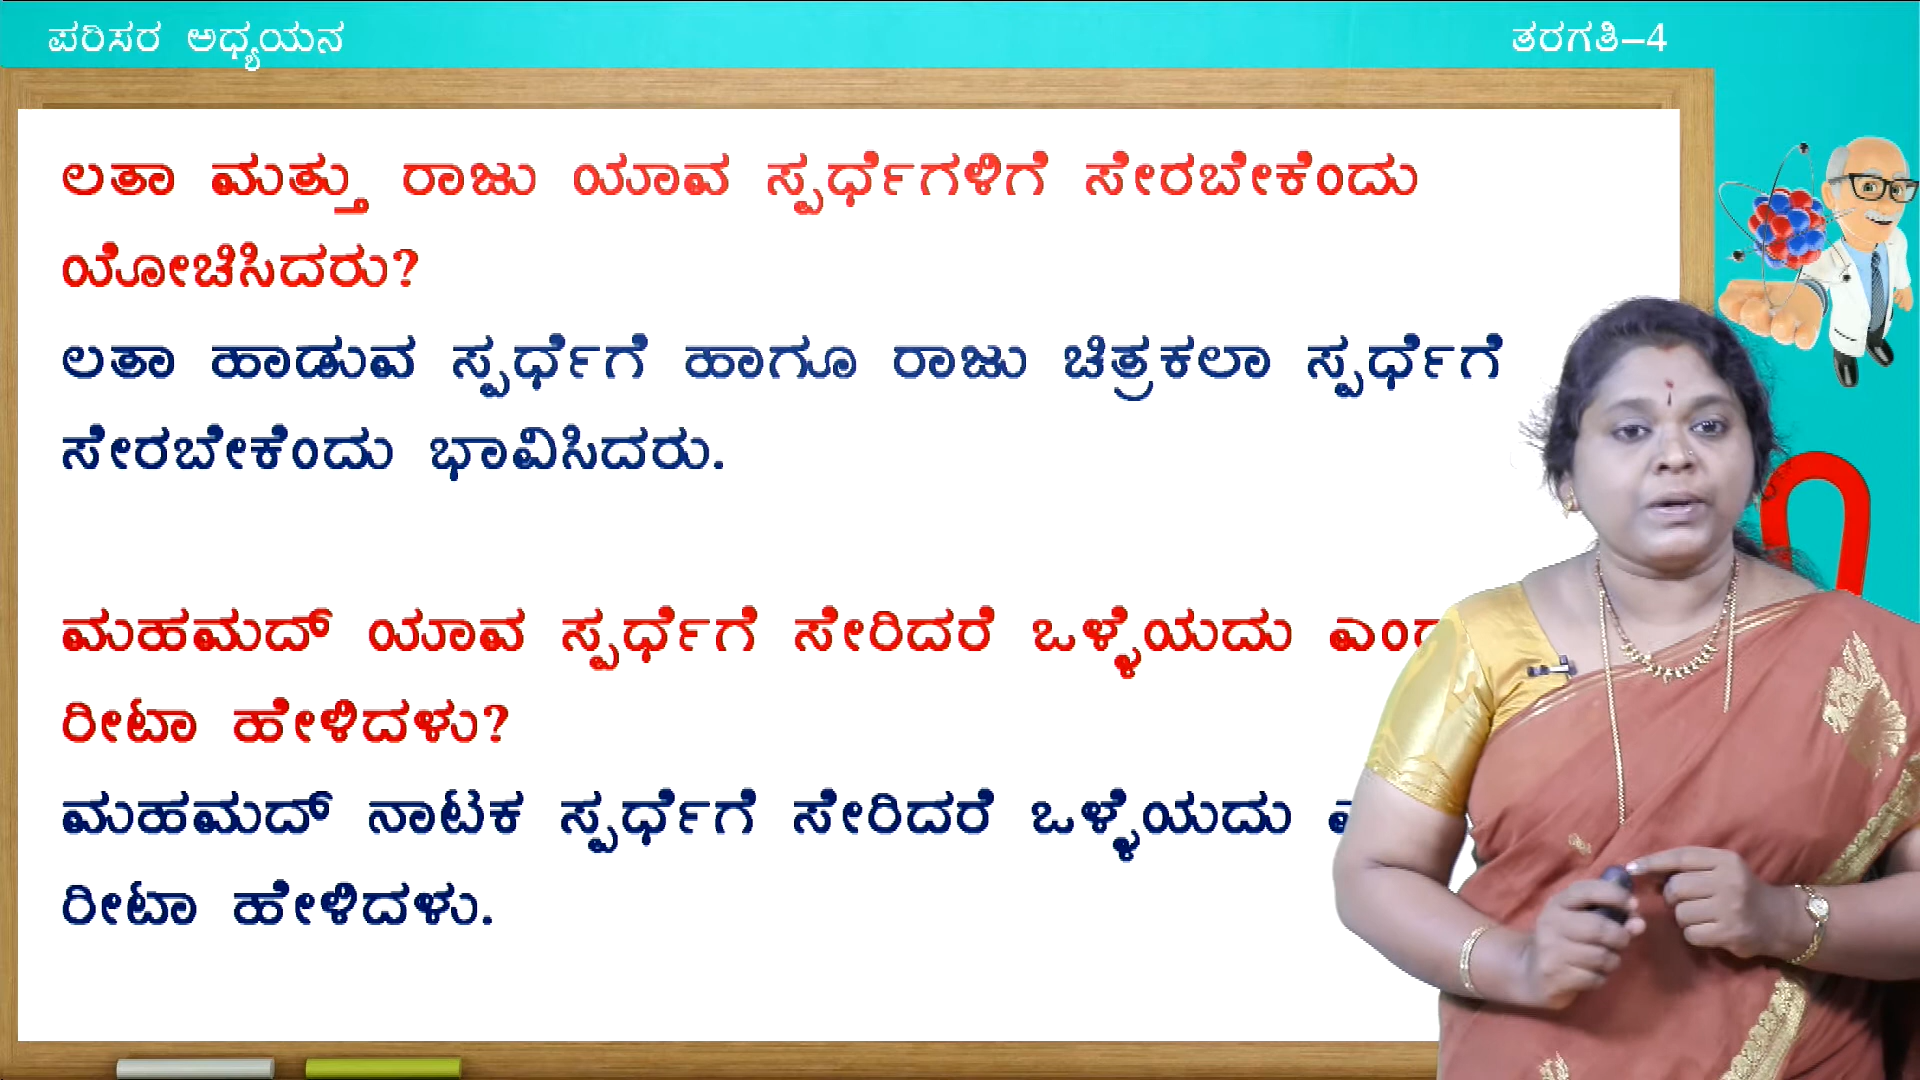 ಪರಿಸರ ಅಧ್ಯಯನ
ತರಗತಿ–4
ಲತಾ ಮತ್ತು ರಾಜು ಯಾವ ಸ್ಪರ್ಧೆಗಳಿಗೆ ಸೇರಬೇಕೆಂದು
ಯೋಚಿಸಿದರು?
ಲತಾ ಹಾಡುವ ಸ್ಪರ್ಧೆಗೆ ಹಾಗೂ ರಾಜು ಚಿತ್ರಕಲಾ ಸ್ಪರ್ಧೆಗೆ
ಸೇರಬೇಕೆಂದು ಭಾವಿಸಿದರು.
ಮಹಮದ್ ಯಾವ ಸ್ಪರ್ಧೆಗೆ ಸೇರಿದರೆ ಒಳ್ಳೆಯದು
ರೀಟಾ ಹೇಳಿದಳು?
ಮಹಮದ್ ನಾಟಕ ಸ್ಪರ್ಧೆಗೆ ಸೇರಿದರೆ ಒಳ್ಳೆಯದು
ರೀಟಾ ಹೇಳಿದಳು.